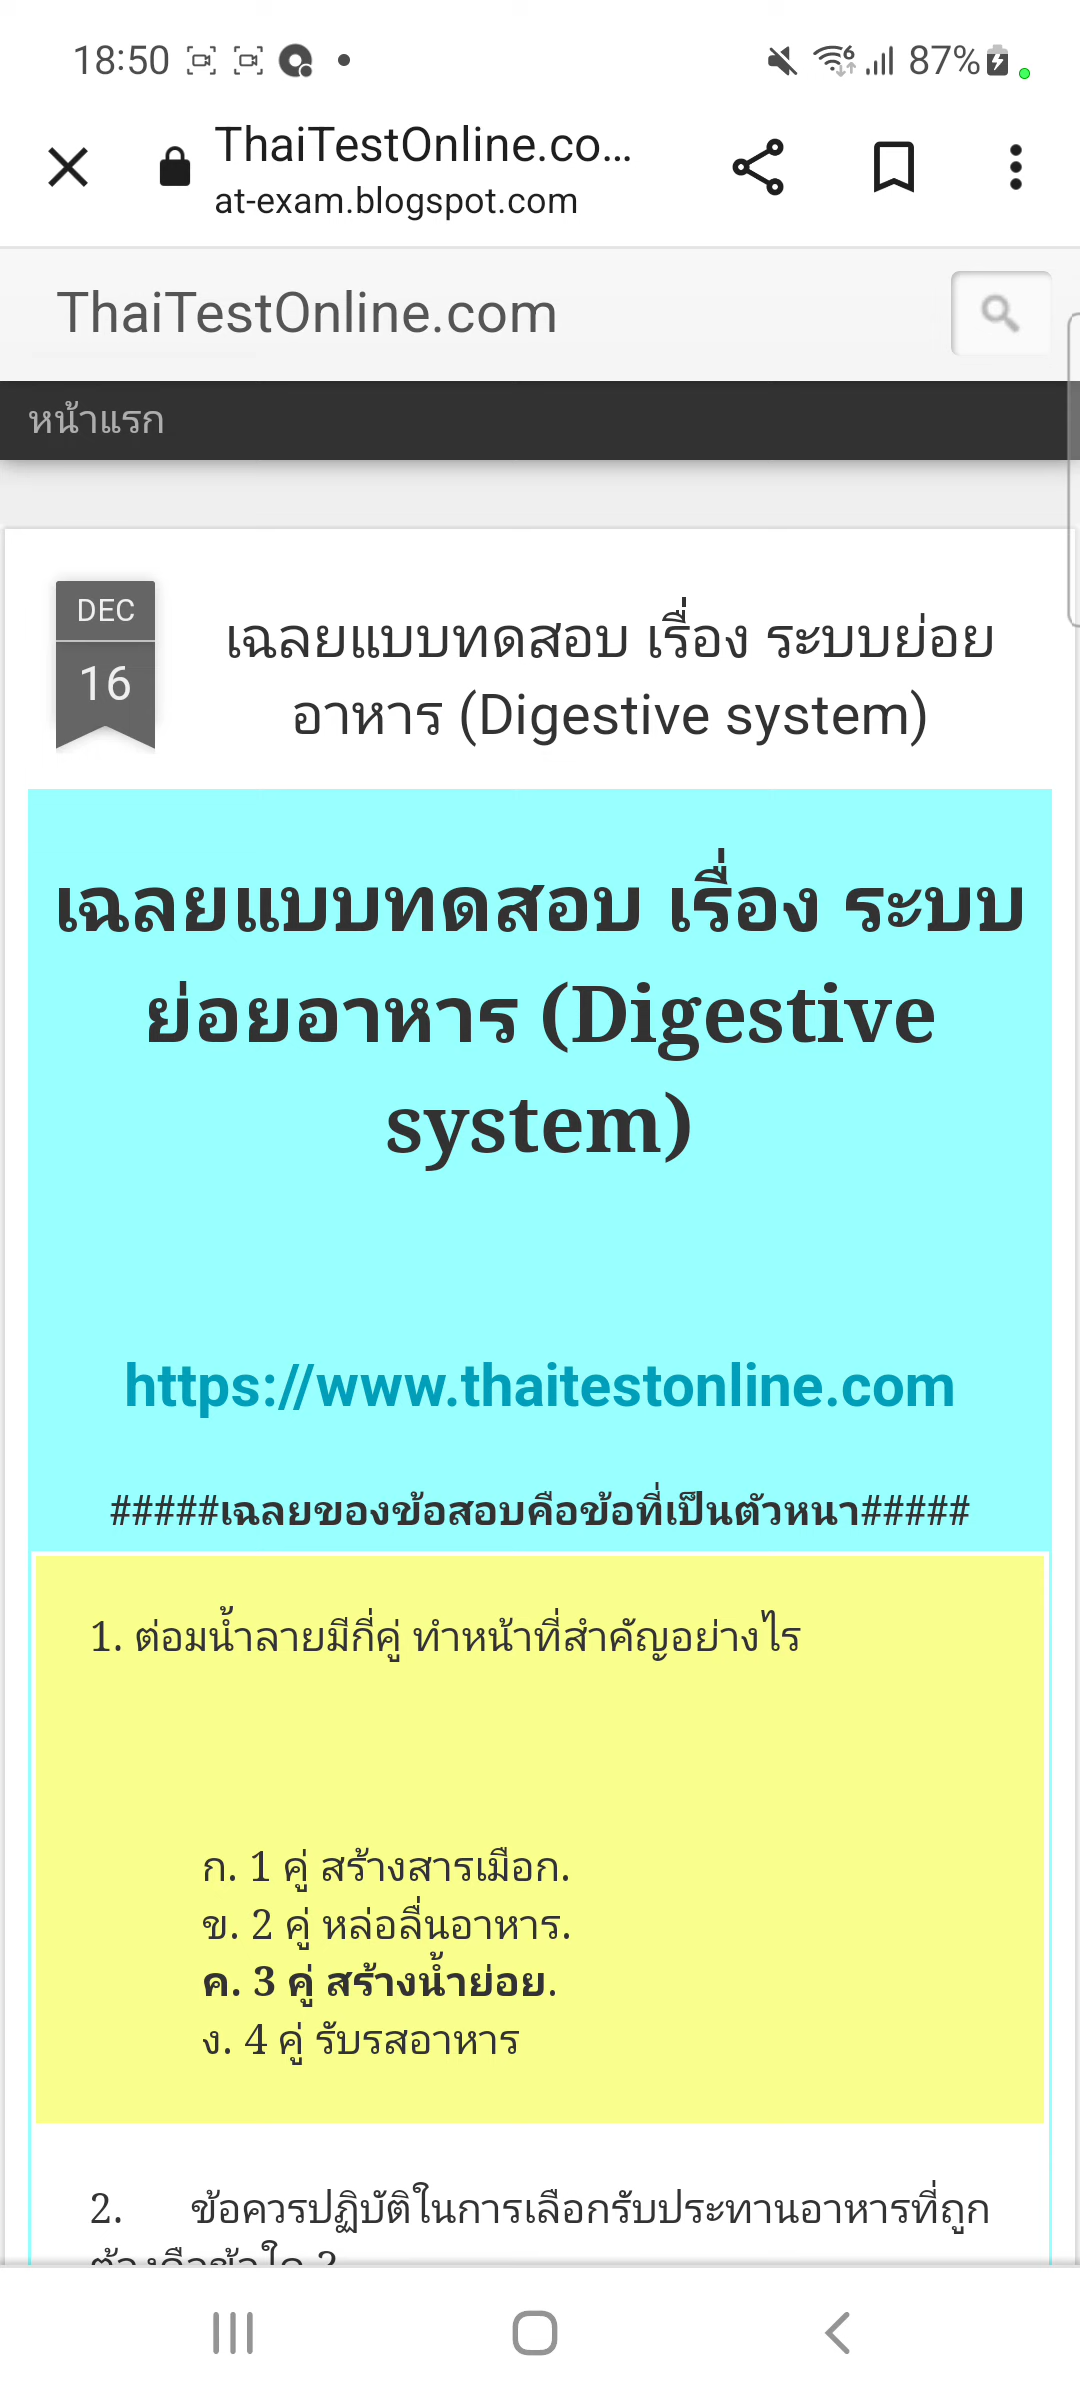 18:50
87%
ThaiTestOnline.co...
at-exam.blogspot.com
ThaiTestOnline.com
หน้าแรก
DEC
16
เฉลยแบบทดสอบ เรื่อง ระบบย่อย
อาหาร (Digestive system)
เฉลยแบบทดสอบ เรื่อง ระบบ
ย่อยอาหาร (Digestive
system)
https://www.thaitestonline.com
#####เฉลยของข้อสอบคือข้อที่เป็นตัวหนา#####
1. ต่อมน้ำลายมีกี่คู่ ทำหน้าที่สำคัญอย่างไร
ก. 1 คู่ สร้างสารเมือก.
ข. 2 คู่ หล่อลื่นอาหาร.
ค. 3 คู่ สร้างน้ำย่อย.
ง. 4 คู่ รับรสอาหาร
2. ข้อควรปฏิบัติในการเลือกรับประทานอาหารที่ถูก
ต้องคือข้อใด ?